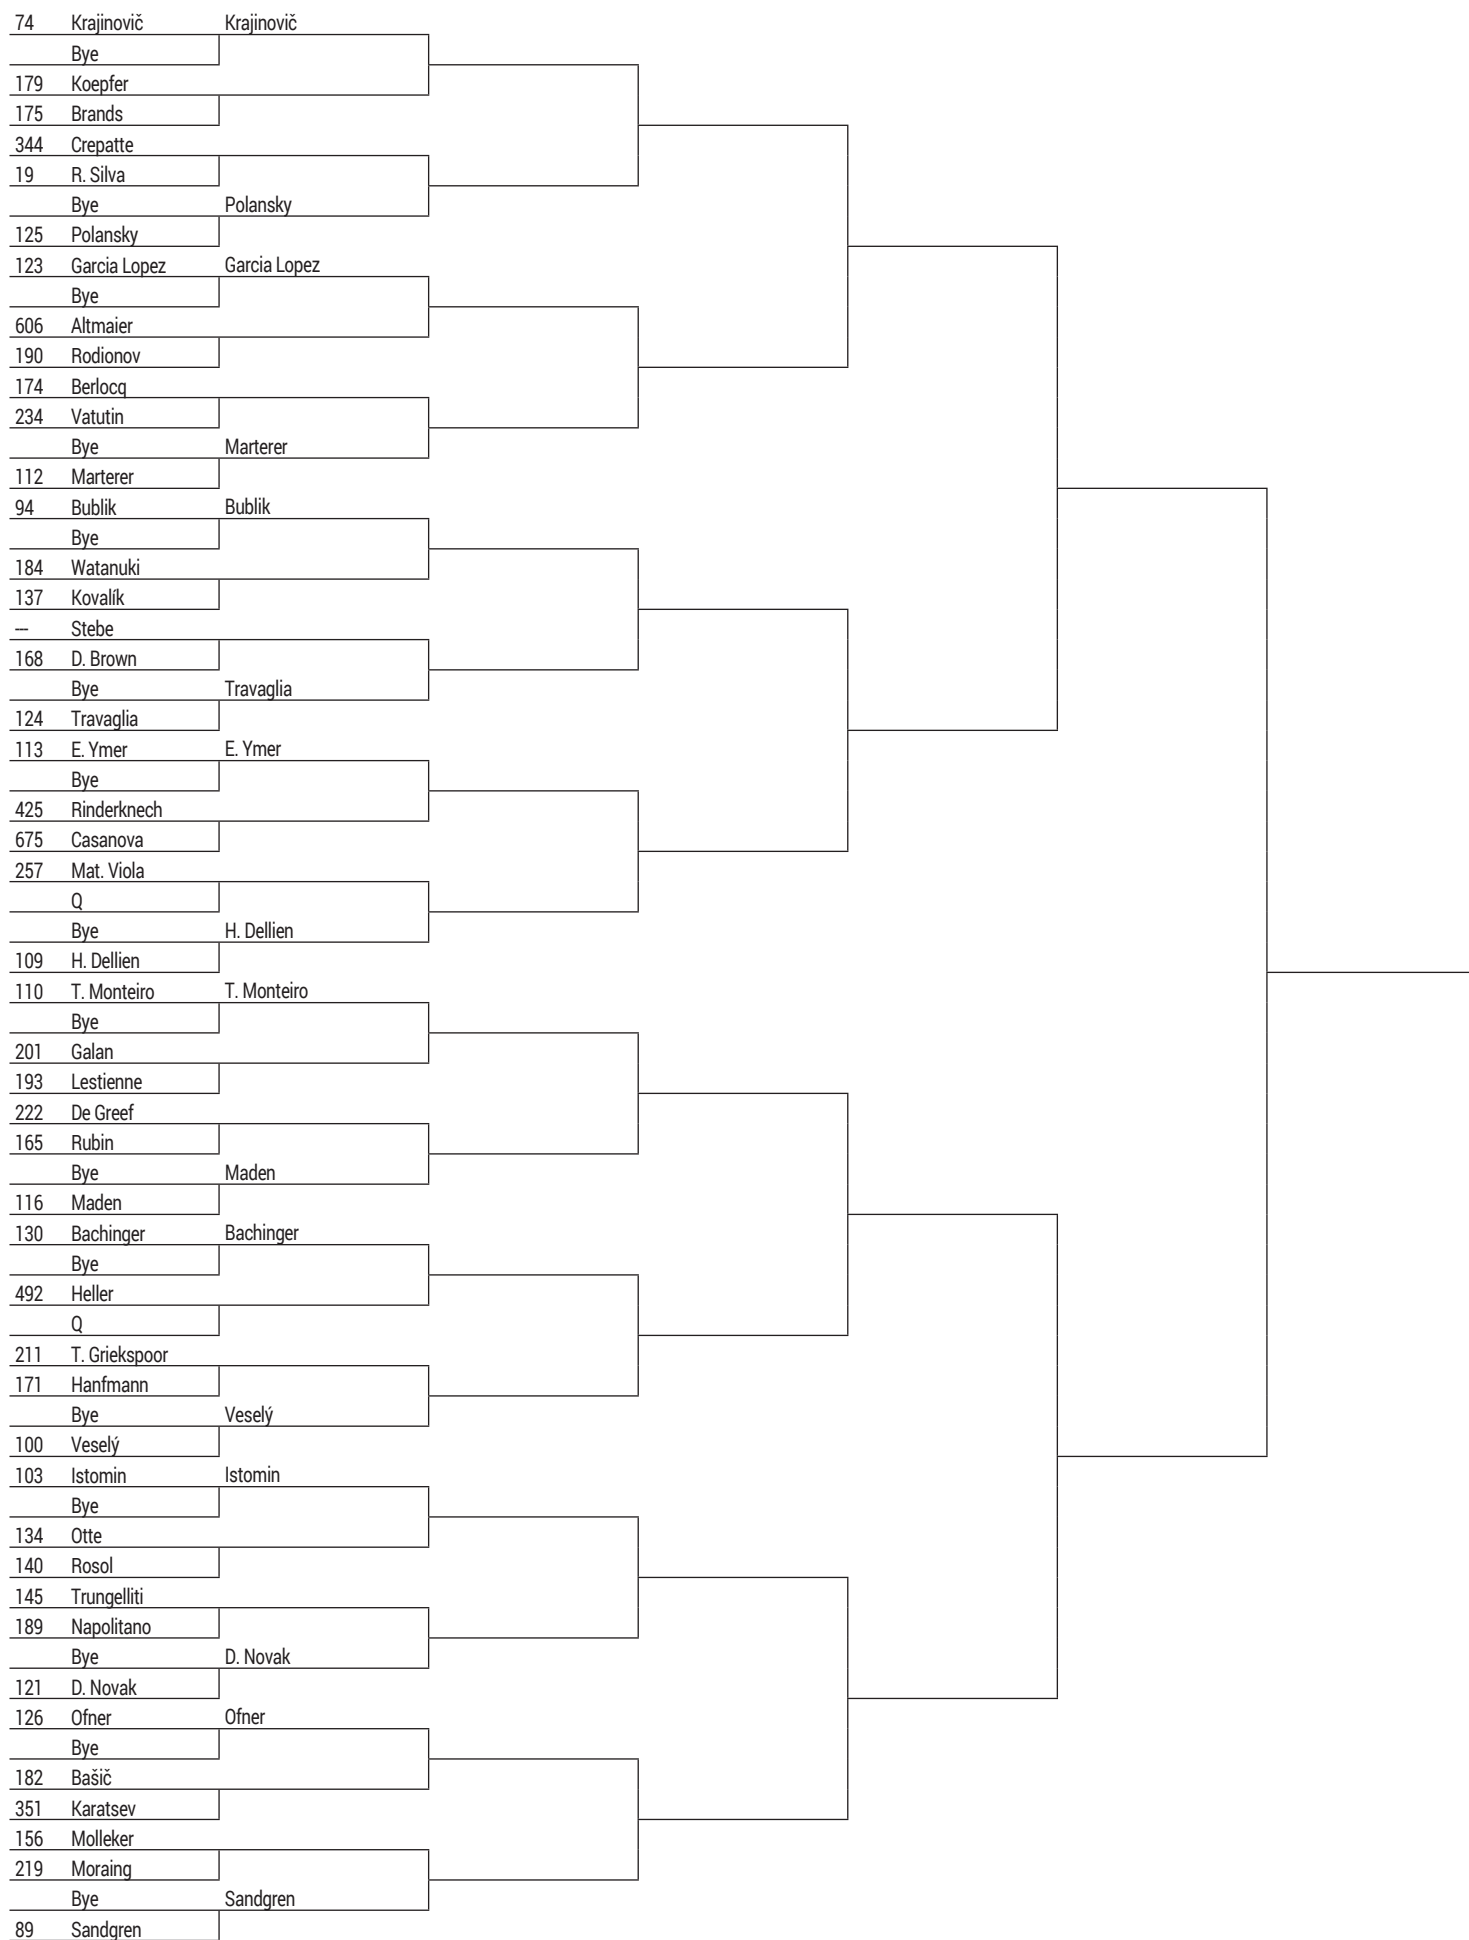 74 Krajinovič Krajinovič
Bye
179 Koepfer
175 Brands
344 Crepatte
19 R. Silva
Bye Polansky
125 Polansky
123 Garcia Lopez Garcia Lopez
Bye
606 Altmaier
190 Rodionov
174 Berlocq
234 Vatutin
Bye Marterer
112 Marterer
94 Bublik Bublik
Bye
184 Watanuki
137 Kovalík
--- Stebe
168 D. Brown
Bye Travaglia
124 Travaglia
113 E. Ymer E. Ymer
Bye
425 Rinderknech
675 Casanova
257 Mat. Viola
Q
Bye H. Dellien
109 H. Dellien
110 T. Monteiro T. Monteiro
Bye
201 Galan
193 Lestienne
222 De Greef
165 Rubin
Bye Maden
116 Maden
130 Bachinger Bachinger
Bye
492 Heller
Q
211 T. Griekspoor
171 Hanfmann
Bye Veselý
100 Veselý
103 Istomin Istomin
Bye
134 Otte
140 Rosol
145 Trungelliti
189 Napolitano
Bye D. Novak
121 D. Novak
126 Ofner Ofner
Bye
182 Bašič
351 Karatsev
156 Molleker
219 Moraing
Bye Sandgren
89 Sandgren